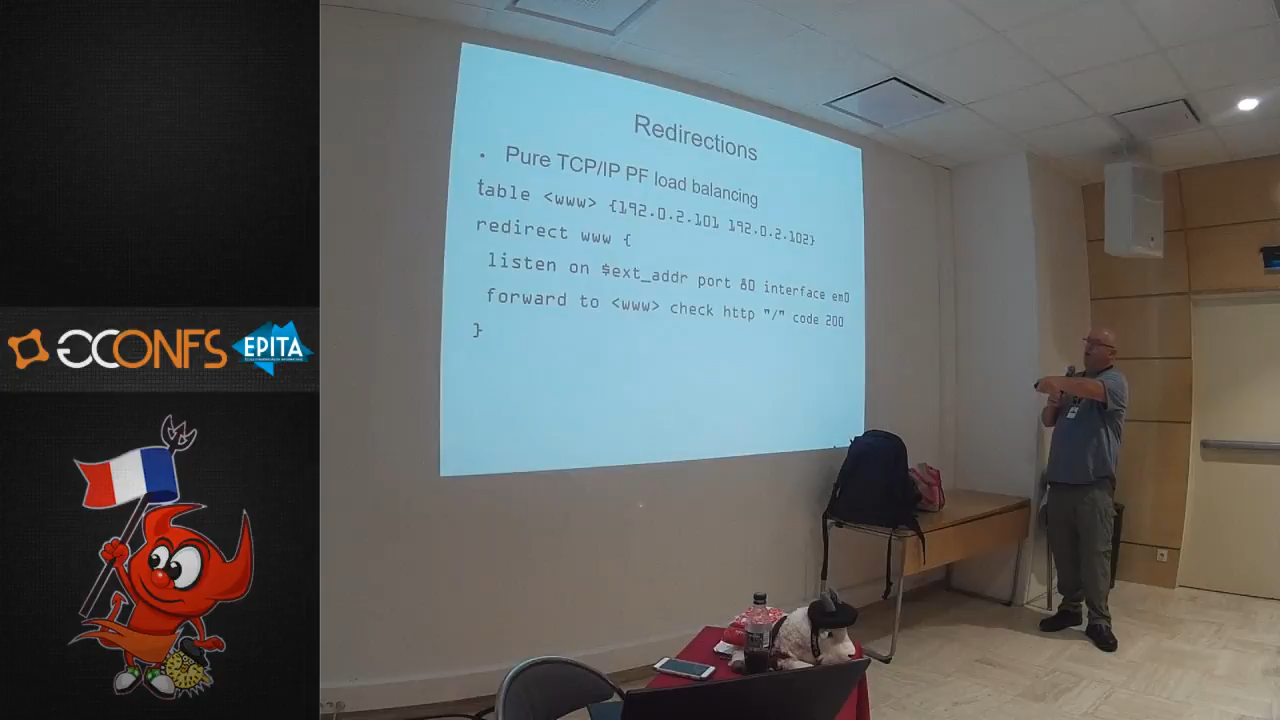 GCONFS
EPITA
Redirections
• Pure TCP/IP PF load balancing
table <www> {192.0.2.101 192.0.2.102}
redirect www {
listen on $ext_addr port 80 interface em0
forward to <www> check http "/" code 200
}